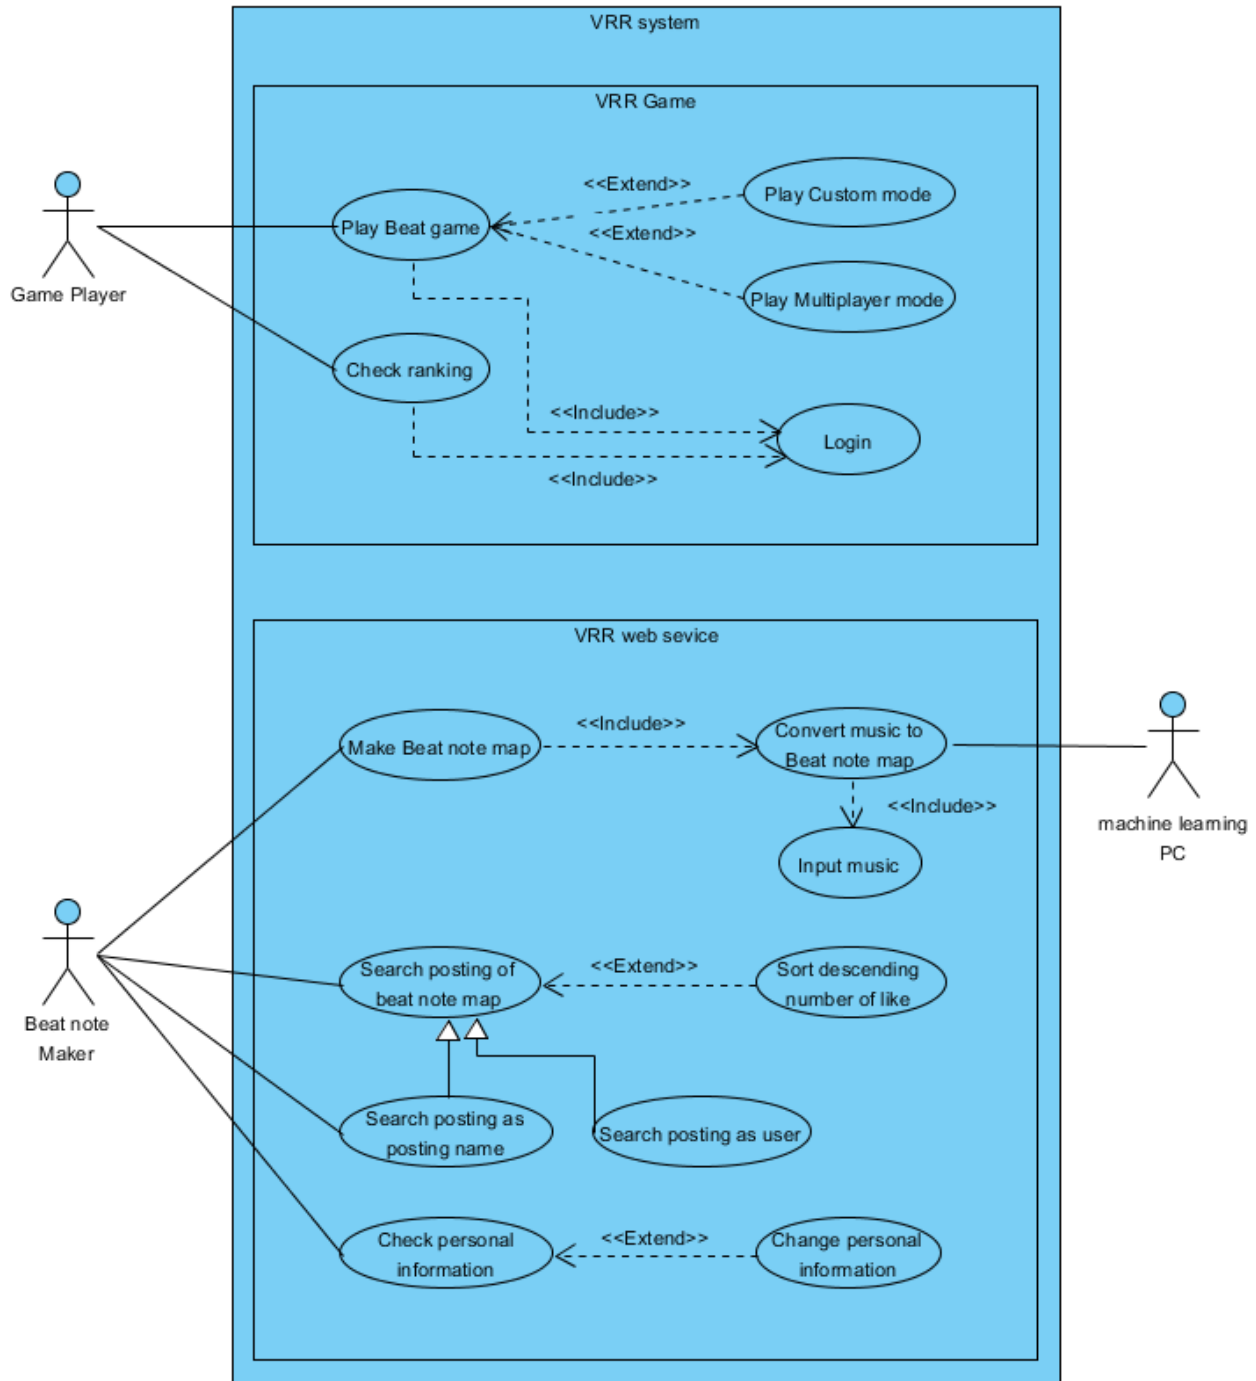 VRR system
VRR Game
<<Extend>>
Play Custom mode
Play Beat game
<<Extend>>
Game Player
Play Multiplayer mode
Check ranking
<<Include>>
Login
<<Include>>
VRR web sevice
<<Include>>
Convert music to
Make Beat note map
Beat note map
<<Include>>
machine learning
PC
Input music
Search posting of
beat note map
<<Extend>>
Sort descending
number of like
Beat note
Maker
Search posting as
posting name
Search posting as user
Check personal
information
<<Extend>>
Change personal
information